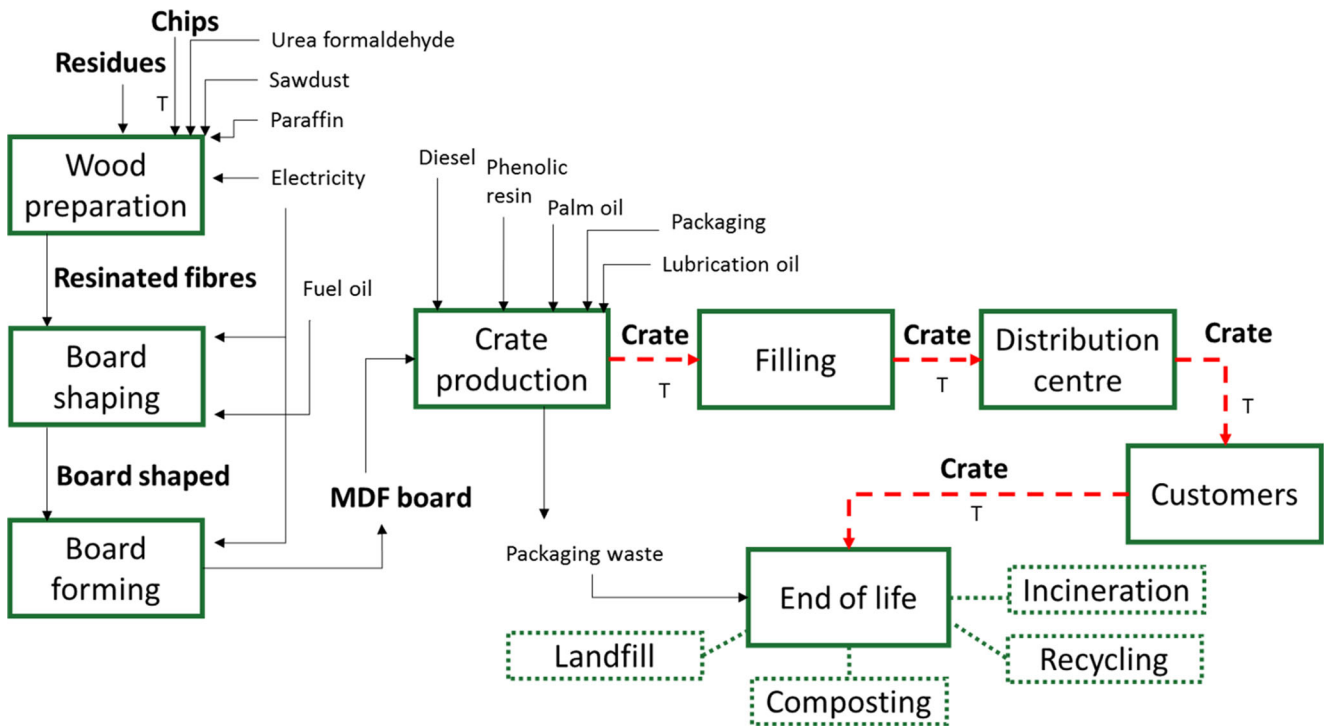 Chips
Urea formaldehyde
Residues
Sawdust
T
Paraffin
Wood
preparation
Electricity
Resinated fibres
Fuel oil
Board
shaping
Board shaped
Board
forming
MDF board
Diesel
Phenolic
resin
Palm oil
Packaging
Lubrication oil
Crate
production
Crate
T
Filling
Crate
T
Distribution
centre
Crate
T
Customers
Crate
T
Packaging waste
End of life
Incineration
Landfill
Recycling
Composting